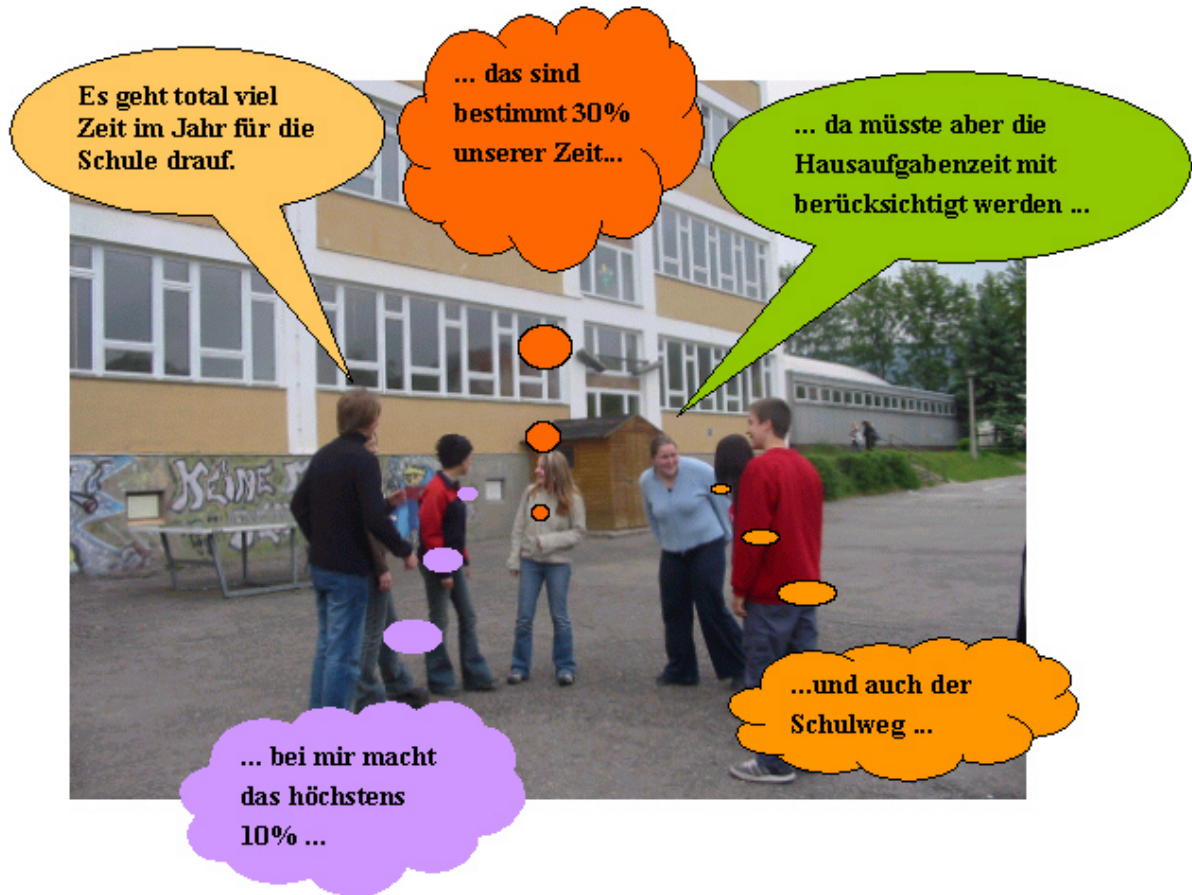 Es geht total viel
Zeit im Jahr für die
Schule drauf.
... das sind
bestimmt 30%
unserer Zeit...
... da müsste aber die
Hausaufgabenzeit mit
berücksichtigt werden ...
KEINE
...und auch der
Schulweg ...
... bei mir macht
das höchstens
10% ...